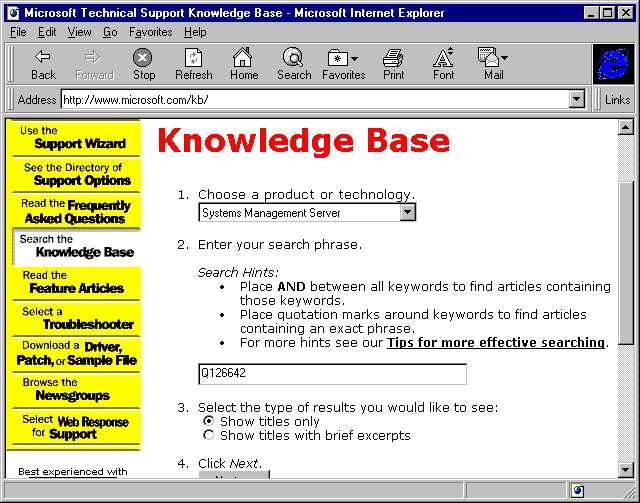 Microsoft Technical Support Knowledge Base - Microsoft Internet Explorer
File Edit View Go Favorites Help
Back Forward Stop Refresh Home Search Favorites Print Font Mail
Address http://www.microsoft.com/kb/ Links
Use the
Support Wizard
See the Directory of
Support Options
Read the Frequently
Asked Questions
Search the
Knowledge Base
Read the
Feature Articles
Select a
Troubleshooter
Download a Driver,
Patch, or Sample File
Browse the
Newsgroups
Select Web Response
for Support
Best experienced with
Knowledge Base
1. Choose a product or technology.
Systems Management Server
2. Enter your search phrase.
Search Hints:
• Place AND between all keywords to find articles containing
those keywords.
• Place quotation marks around keywords to find articles
containing an exact phrase.
• For more hints see our Tips for more effective searching.
Q126642
3. Select the type of results you would like to see:
Show titles only
Show titles with brief excerpts
4. Click Next.